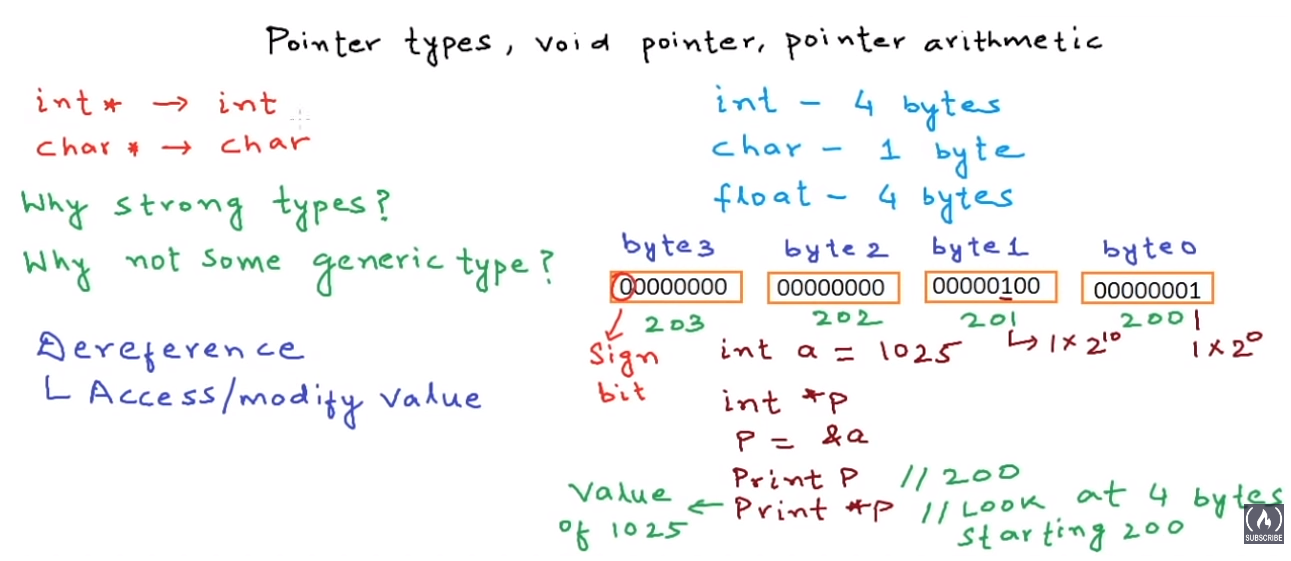 Pointer types, void pointer, pointer arithmetic
int * → int
char * → char
Why strong types?
Why not some generic type?
Dereference
└ Access/modify value
int - 4 bytes
char - 1 byte
float - 4 bytes
byte3 byte2 byte1 byte0
00000000 00000000 00000100 00000001
203 202 201 200
Sign bit
int a = 1025 ↳ 1 x 2^10 1 x 2^0
int *p
P = &a
Print P // 200
Value of 1025 ← Print *p // Look at 4 bytes
starting 200
SUBSCRIBE